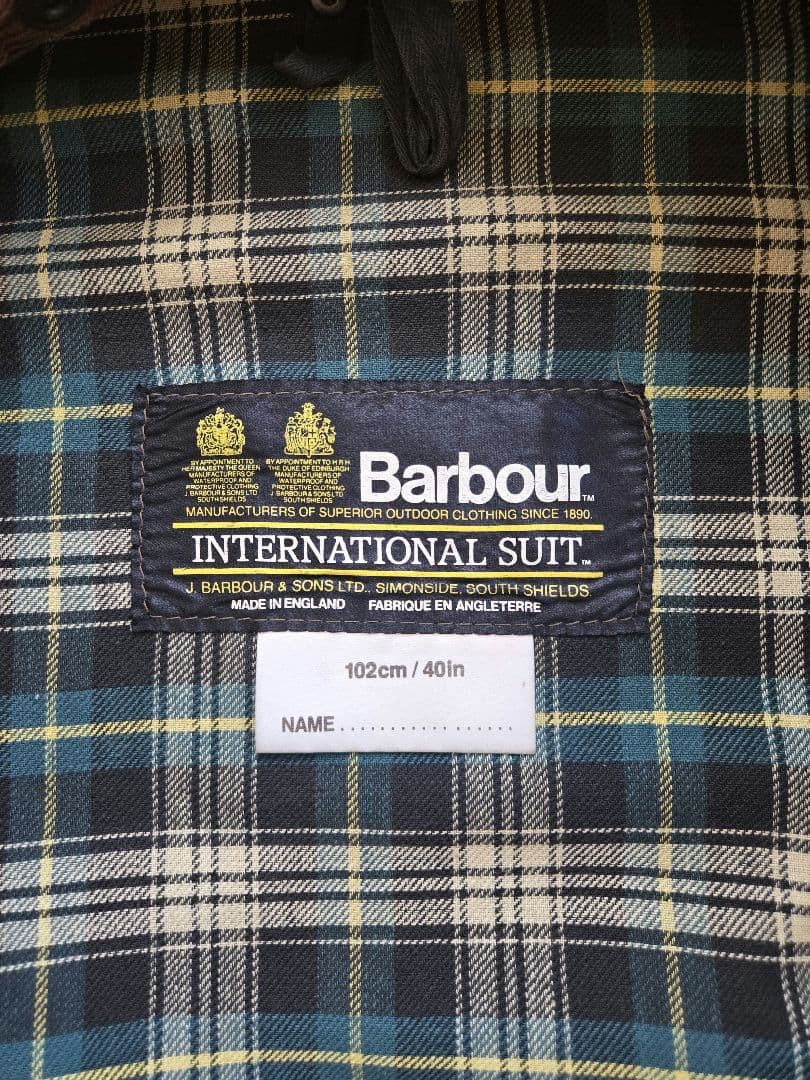 BY APPOINTMENT TO
HER MAJESTY THE QUEEN
MANUFACTURERS OF
WATERPROOF AND
PROTECTIVE CLOTHING
J. BARBOUR & SONS LTD
SOUTH SHIELDS
BY APPOINTMENT TO H R H
THE DUKE OF EDINBURGH
MANUFACTURERS OF
WATERPROOF AND
PROTECTIVE CLOTHING
J. BARBOUR & SONS LTD
SOUTH SHIELDS
Barbour™
MANUFACTURERS OF SUPERIOR OUTDOOR CLOTHING SINCE 1890.
INTERNATIONAL SUIT™
J. BARBOUR & SONS LTD., SIMONSIDE, SOUTH SHIELDS.
MADE IN ENGLAND FABRIQUE EN ANGLETERRE
102cm / 40in
NAME..................